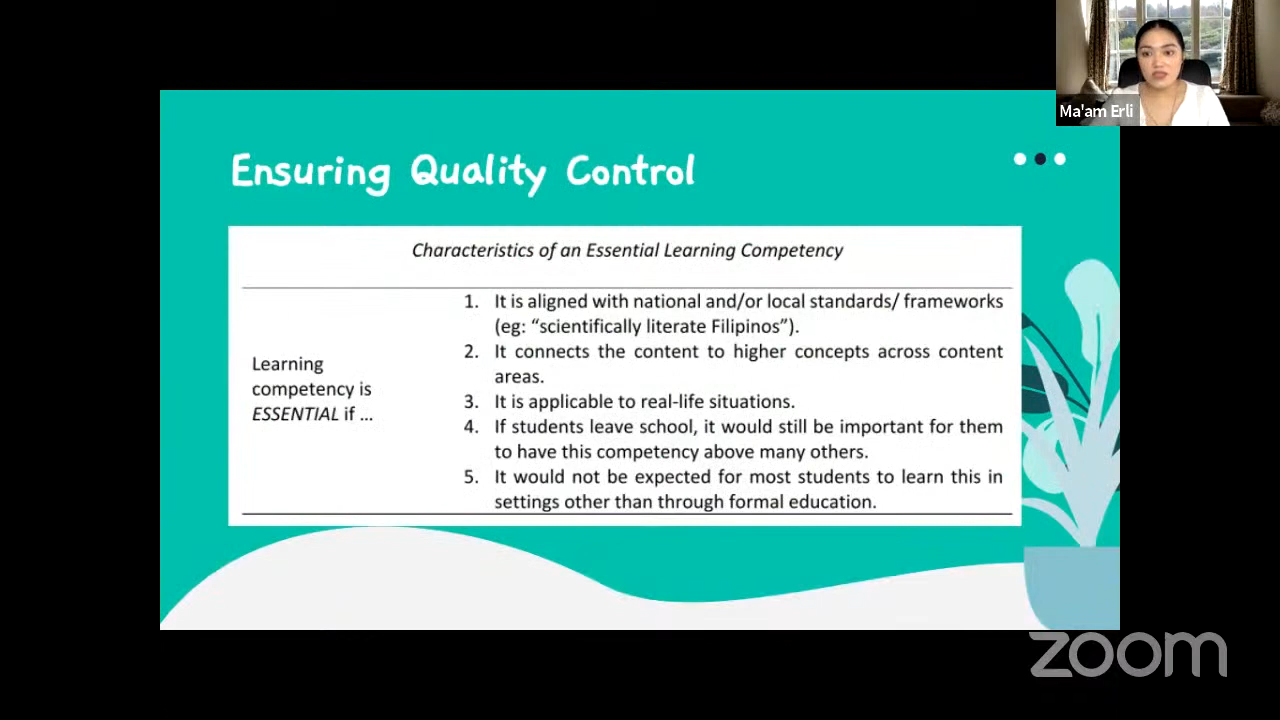 Ma'am Erli
Ensuring Quality Control
Characteristics of an Essential Learning Competency
Learning
competency is
ESSENTIAL if ...
1. It is aligned with national and/or local standards/ frameworks
(eg: “scientifically literate Filipinos”).
2. It connects the content to higher concepts across content
areas.
3. It is applicable to real-life situations.
4. If students leave school, it would still be important for them
to have this competency above many others.
5. It would not be expected for most students to learn this in
settings other than through formal education.
zoom